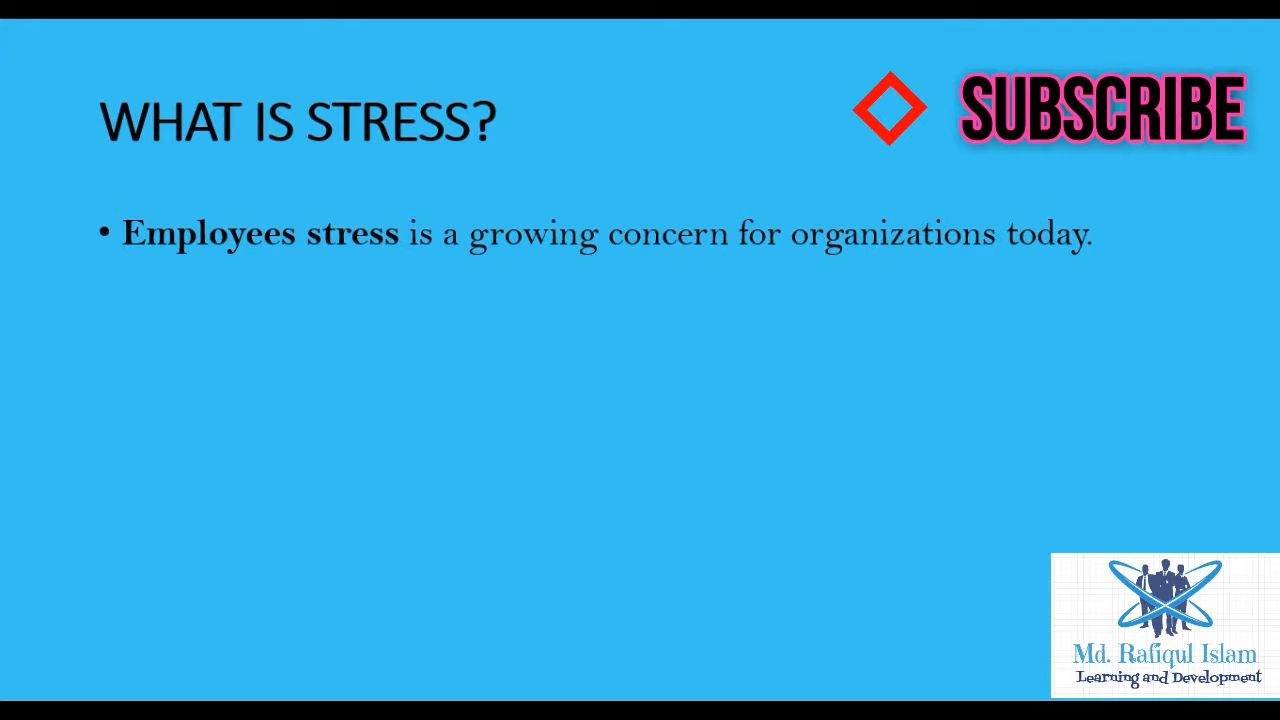 WHAT IS STRESS?
SUBSCRIBE
• Employees stress is a growing concern for organizations today.
Md. Rafiqul Islam
Learning and Development